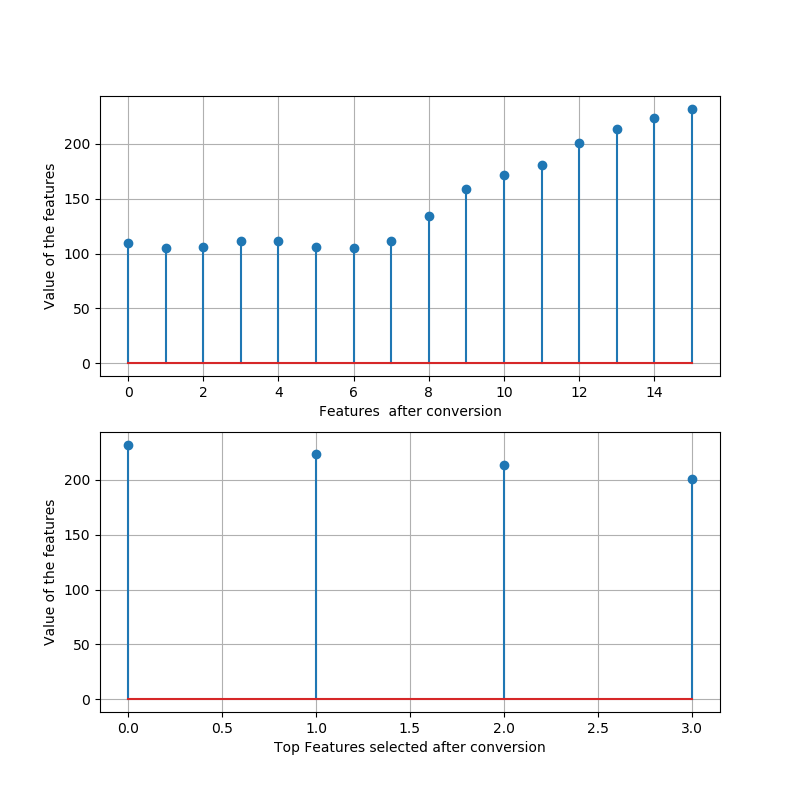 Value of the features
200
150
100
50
0
0 2 4 6 8 10 12 14
Features  after conversion
Value of the features
200
150
100
50
0
0.0 0.5 1.0 1.5 2.0 2.5 3.0
Top Features selected after conversion